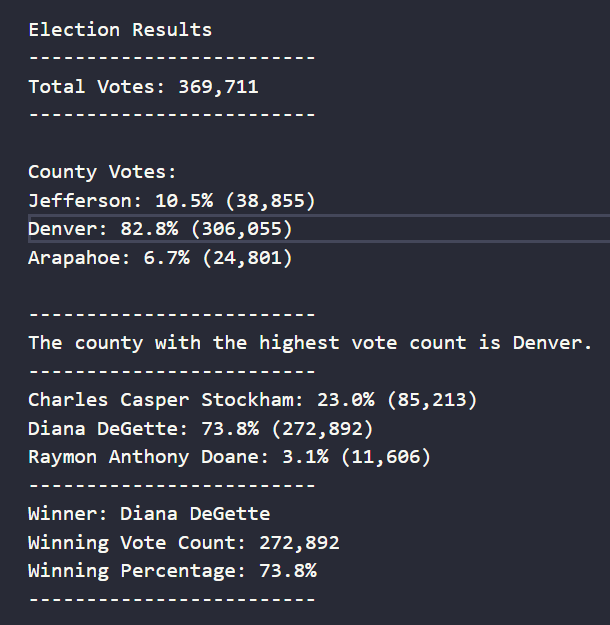 Election Results
-------------------------
Total Votes: 369,711
-------------------------
County Votes:
Jefferson: 10.5% (38,855)
Denver: 82.8% (306,055)
Arapahoe: 6.7% (24,801)
-------------------------
The county with the highest vote count is Denver.
-------------------------
Charles Casper Stockham: 23.0% (85,213)
Diana DeGette: 73.8% (272,892)
Raymon Anthony Doane: 3.1% (11,606)
-------------------------
Winner: Diana DeGette
Winning Vote Count: 272,892
Winning Percentage: 73.8%
-------------------------